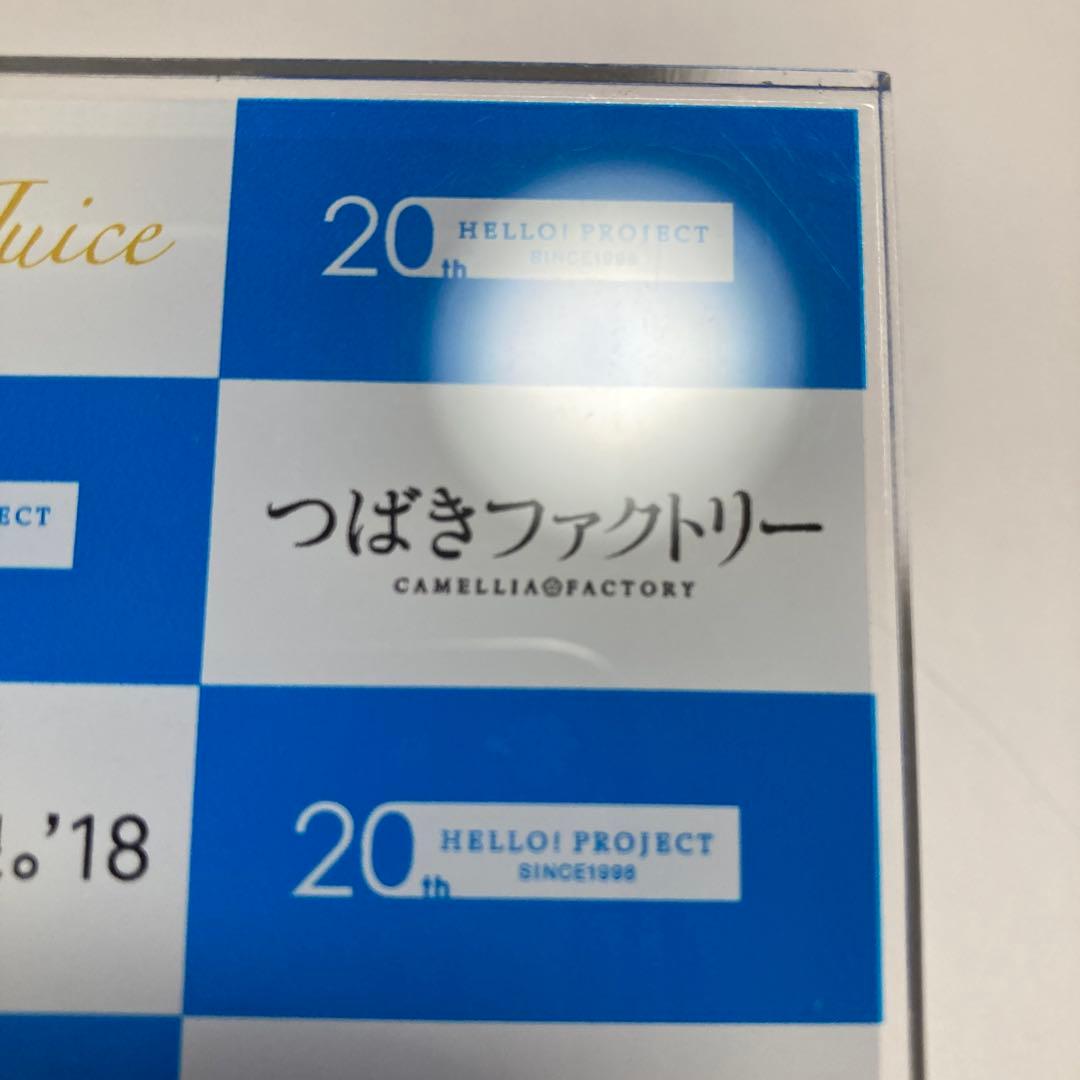 Juice
20th HELLO! PROJECT
SINCE1998
ECT
つばきファクトリー
CAMELLIA FACTORY
。'18
20th HELLO! PROJECT
SINCE1998